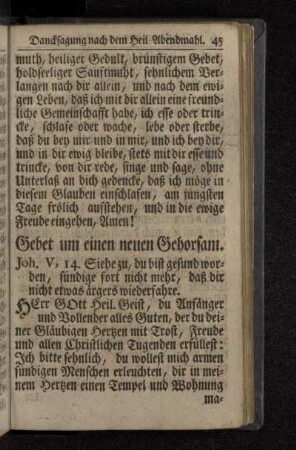 Dancksagung nach dem Heil. Abendmahl. 45
muth, heiliger Gedult, brünstigem Gebet,
holdseeliger Sanftmuht, sehnlichem Ver-
langen nach dir allein, und nach dem ewi-
gen Leben, daß ich mit dir allein eine freund-
liche Gemeinschafft habe, ich esse oder trin-
cke, schlafe oder wache, lebe oder sterbe,
daß du bey mir und in mir, und ich bey dir,
und in dir ewig bleibe, stets mit dir esse und
trincke, von dir rede, singe und sage, ohne
Unterlaß an dich gedencke, daß ich möge in
diesem Glauben einschlafen, am jüngsten
Tage frölich aufstehen, und in die ewige
Freude eingehen, Amen!
Gebet um einen neuen Gehorsam.
Joh. V, 14. Siehe zu, du bist gesund wor-
den, sündige fort nicht mehr, daß dir
nicht etwas ärgers wiederfahre.
HErr GOtt Heil. Geist, du Anfänger
und Vollender alles Guten, der du dei-
ner Gläubigen Hertzen mit Trost, Freude
und allen Christlichen Tugenden erfüllest:
Ich bitte sehnlich, du wollest mich armen
sündigen Menschen erleuchten, dir in mei-
nem Hertzen einen Tempel und Wohnung
ma-